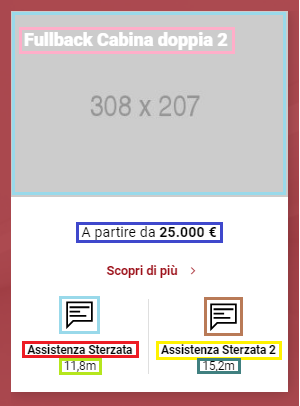 Fullback Cabina doppia 2
308 x 207
A partire da 25.000 €
Scopri di più
Assistenza Sterzata
Assistenza Sterzata 2
11,8m
15,2m